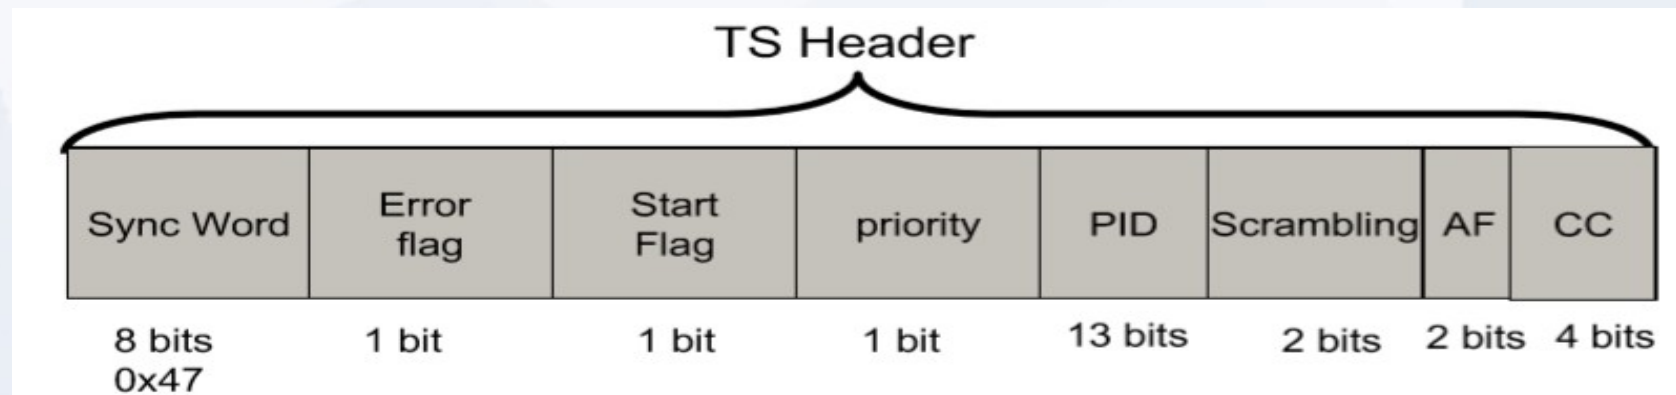 TS Header
Sync Word
Error
flag
Start
Flag
priority
PID
Scrambling
AF
CC
8 bits
0x47
1 bit
1 bit
1 bit
13 bits
2 bits
2 bits
4 bits